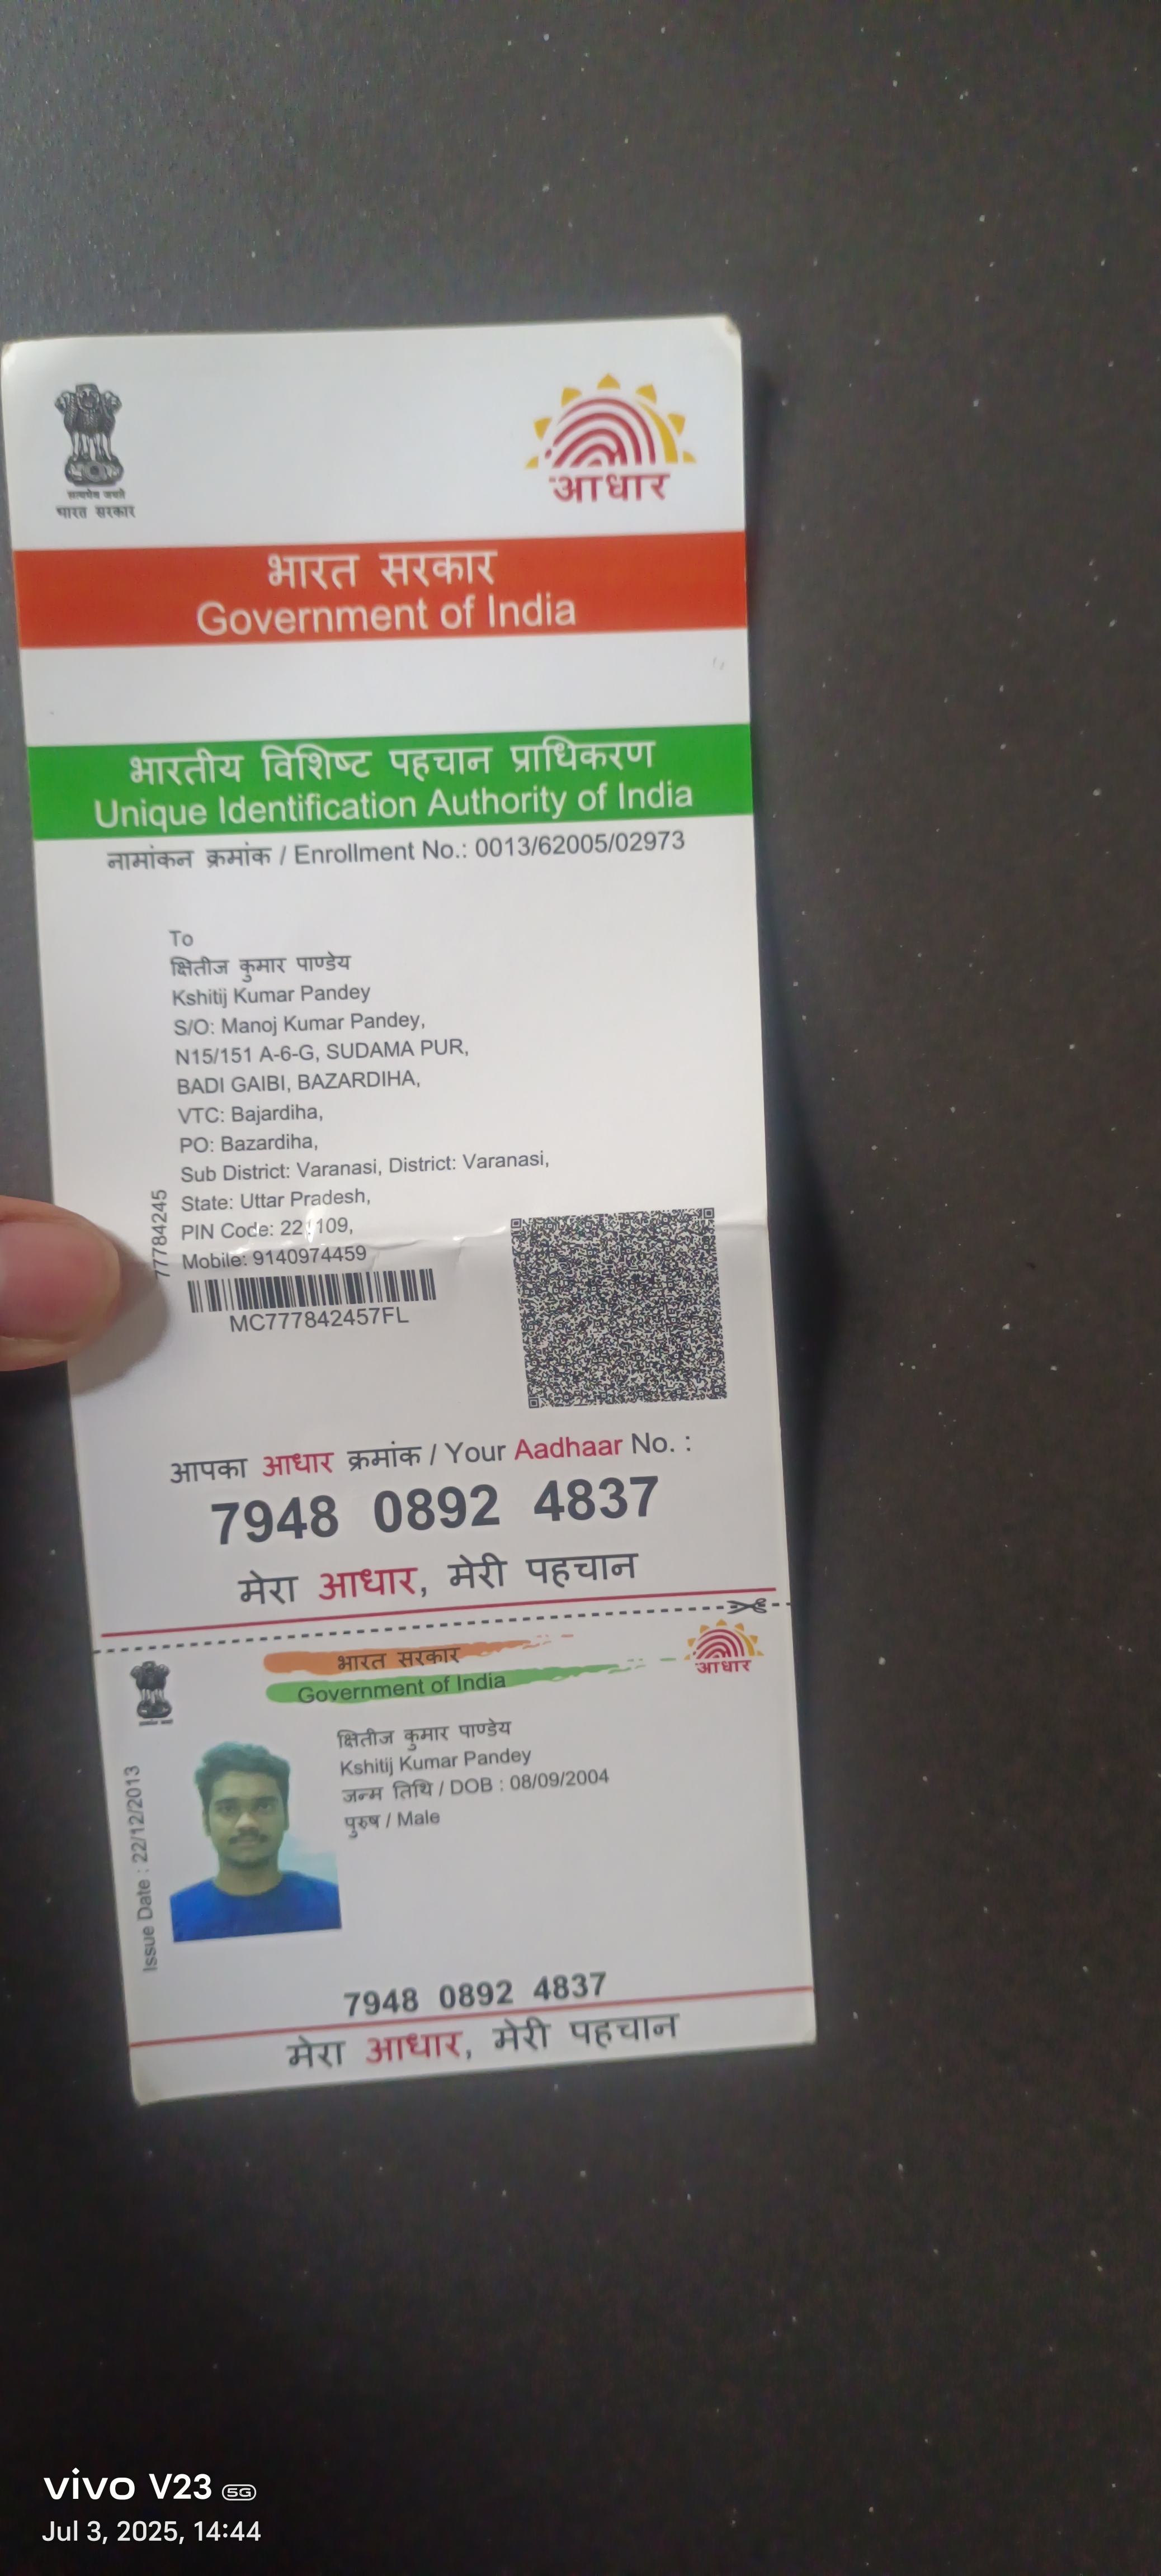 सत्यमेव जयते
भारत सरकार
आधार
भारत सरकार
Government of India
भारतीय विशिष्ट पहचान प्राधिकरण
Unique Identification Authority of India
नामांकन क्रमांक / Enrollment No.: 0013/62005/02973
To
क्षितीज कुमार पाण्डेय
Kshitij Kumar Pandey
S/O: Manoj Kumar Pandey,
N15/151 A-6-G, SUDAMA PUR,
BADI GAIBI, BAZARDIHA,
VTC: Bajardiha,
PO: Bazardiha,
Sub District: Varanasi, District: Varanasi,
State: Uttar Pradesh,
PIN Code:
Mobile: 9140974459
77784245
MC777842457FL
आपका आधार क्रमांक / Your Aadhaar No. :
7948 0892 4837
मेरा आधार, मेरी पहचान
भारत सरकार
Government of India
आधार
क्षितीज कुमार पाण्डेय
Kshitij Kumar Pandey
जन्म तिथि / DOB : 08/09/2004
पुरुष / Male
Issue Date : 22/12/2013
7948 0892 4837
मेरा आधार, मेरी पहचान
vivo V23 5G
Jul 3, 2025, 14:44